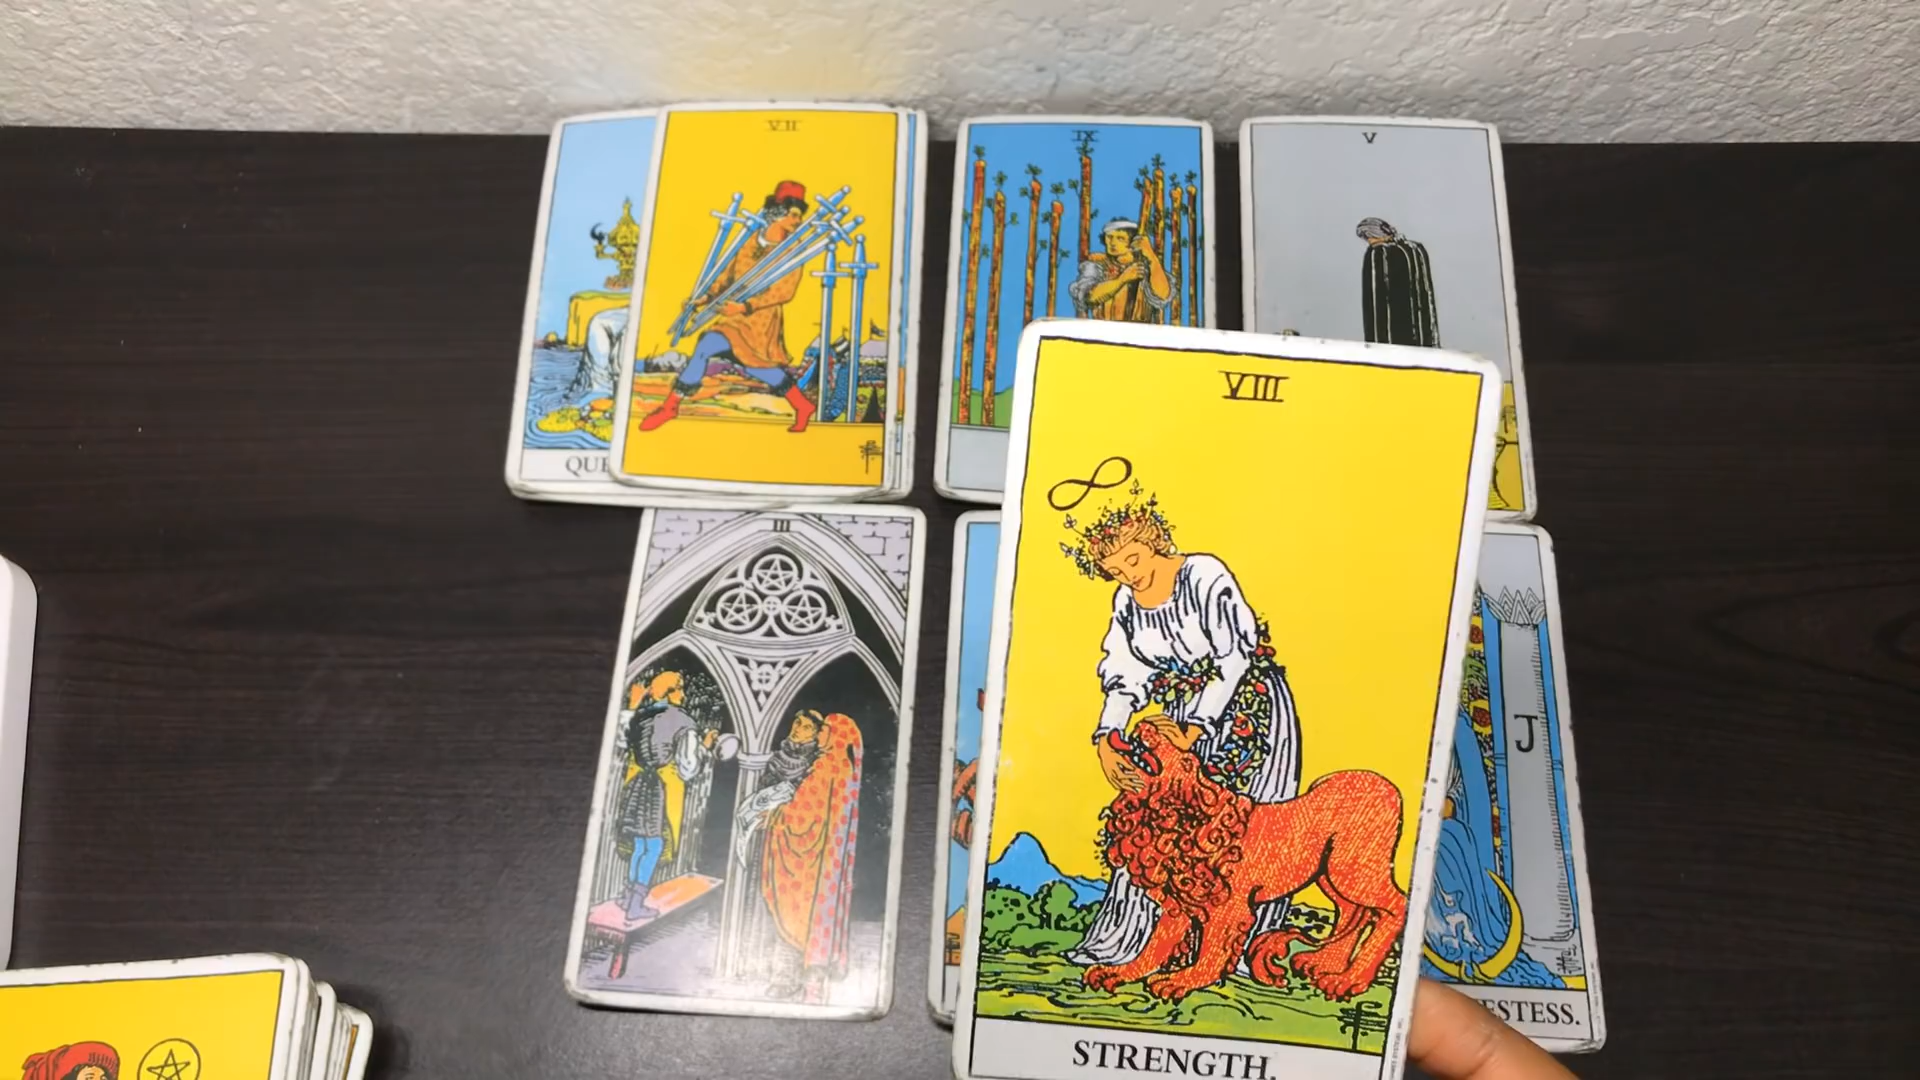 VII
IX
V
QUE
III
VIII
J
ESTESS.
STRENGTH.